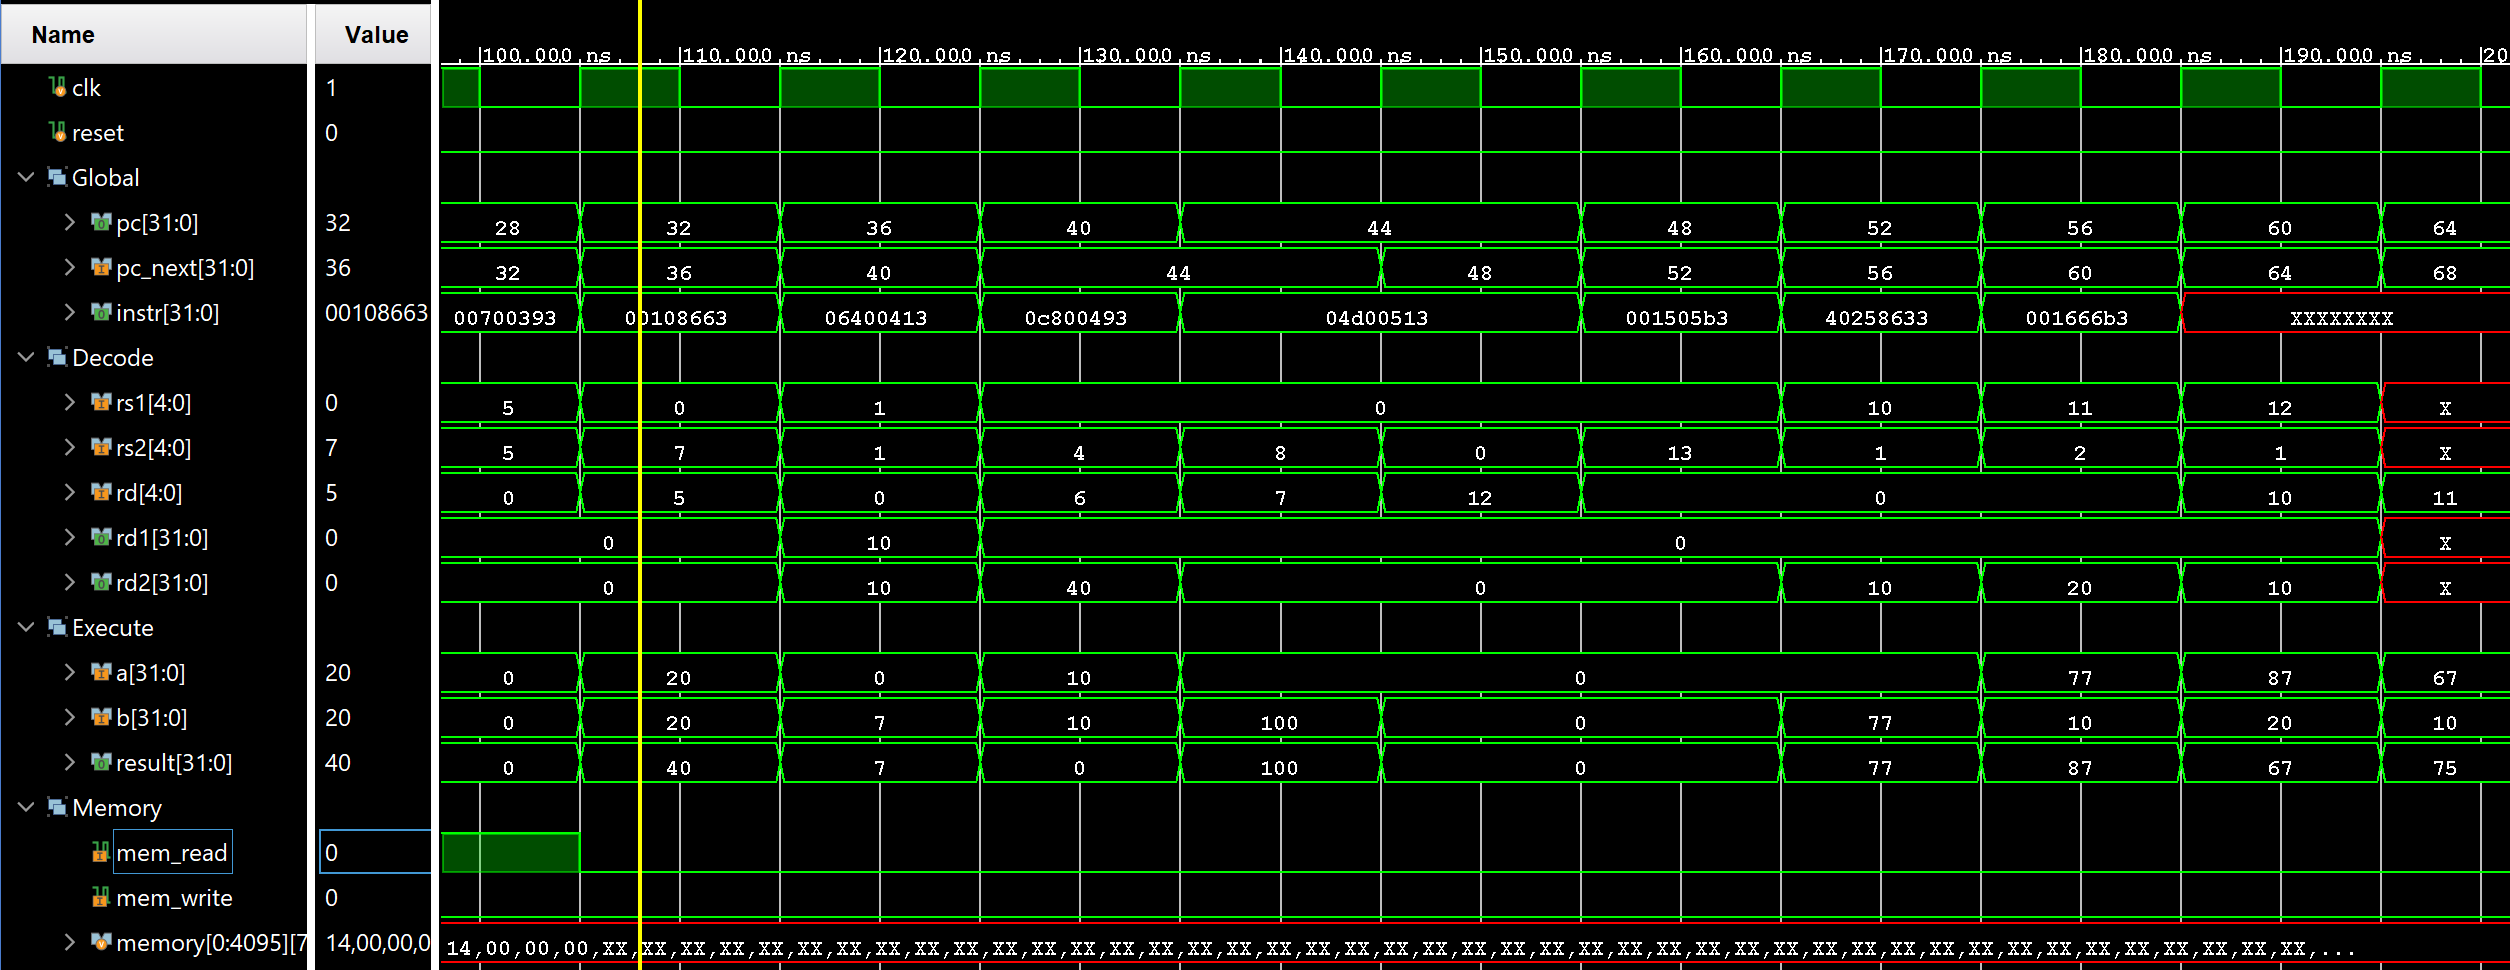 Name Value 100.000 ns 110.000 ns 120.000 ns 130.000 ns 140.000 ns 150.000 ns 160.000 ns 170.000 ns 180.000 ns 190.000 ns 20
clk 1
reset 0
Global
pc[31:0] 32 28 32 36 40 44 48 52 56 60 64
pc_next[31:0] 36 32 36 40 44 48 52 56 60 64 68
instr[31:0] 00108663 00700393 00108663 06400413 0c800493 04d00513 001505b3 40258633 001666b3 XXXXXXXX
Decode
rs1[4:0] 0 5 0 1 0 10 11 12 X
rs2[4:0] 7 5 7 1 4 8 0 13 1 2 1 X
rd[4:0] 5 0 5 0 6 7 12 0 10 11
rd1[31:0] 0 0 10 0 X
rd2[31:0] 0 0 10 40 0 10 20 10 X
Execute
a[31:0] 20 0 20 0 10 0 77 87 67
b[31:0] 20 0 20 7 10 100 0 77 10 20 10
result[31:0] 40 0 40 7 0 100 0 77 87 67 75
Memory
mem_read 0
mem_write 0
memory[0:4095][7 14,00,00,0 14,00,00,00,XX,XX,XX,XX,XX,XX,XX,XX,XX,XX,XX,XX,XX,XX,XX,XX,XX,XX,XX,XX,XX,XX,XX,XX,XX,XX,XX,XX,XX,XX,XX,XX,XX,XX,XX,XX,XX,XX,XX,XX,...